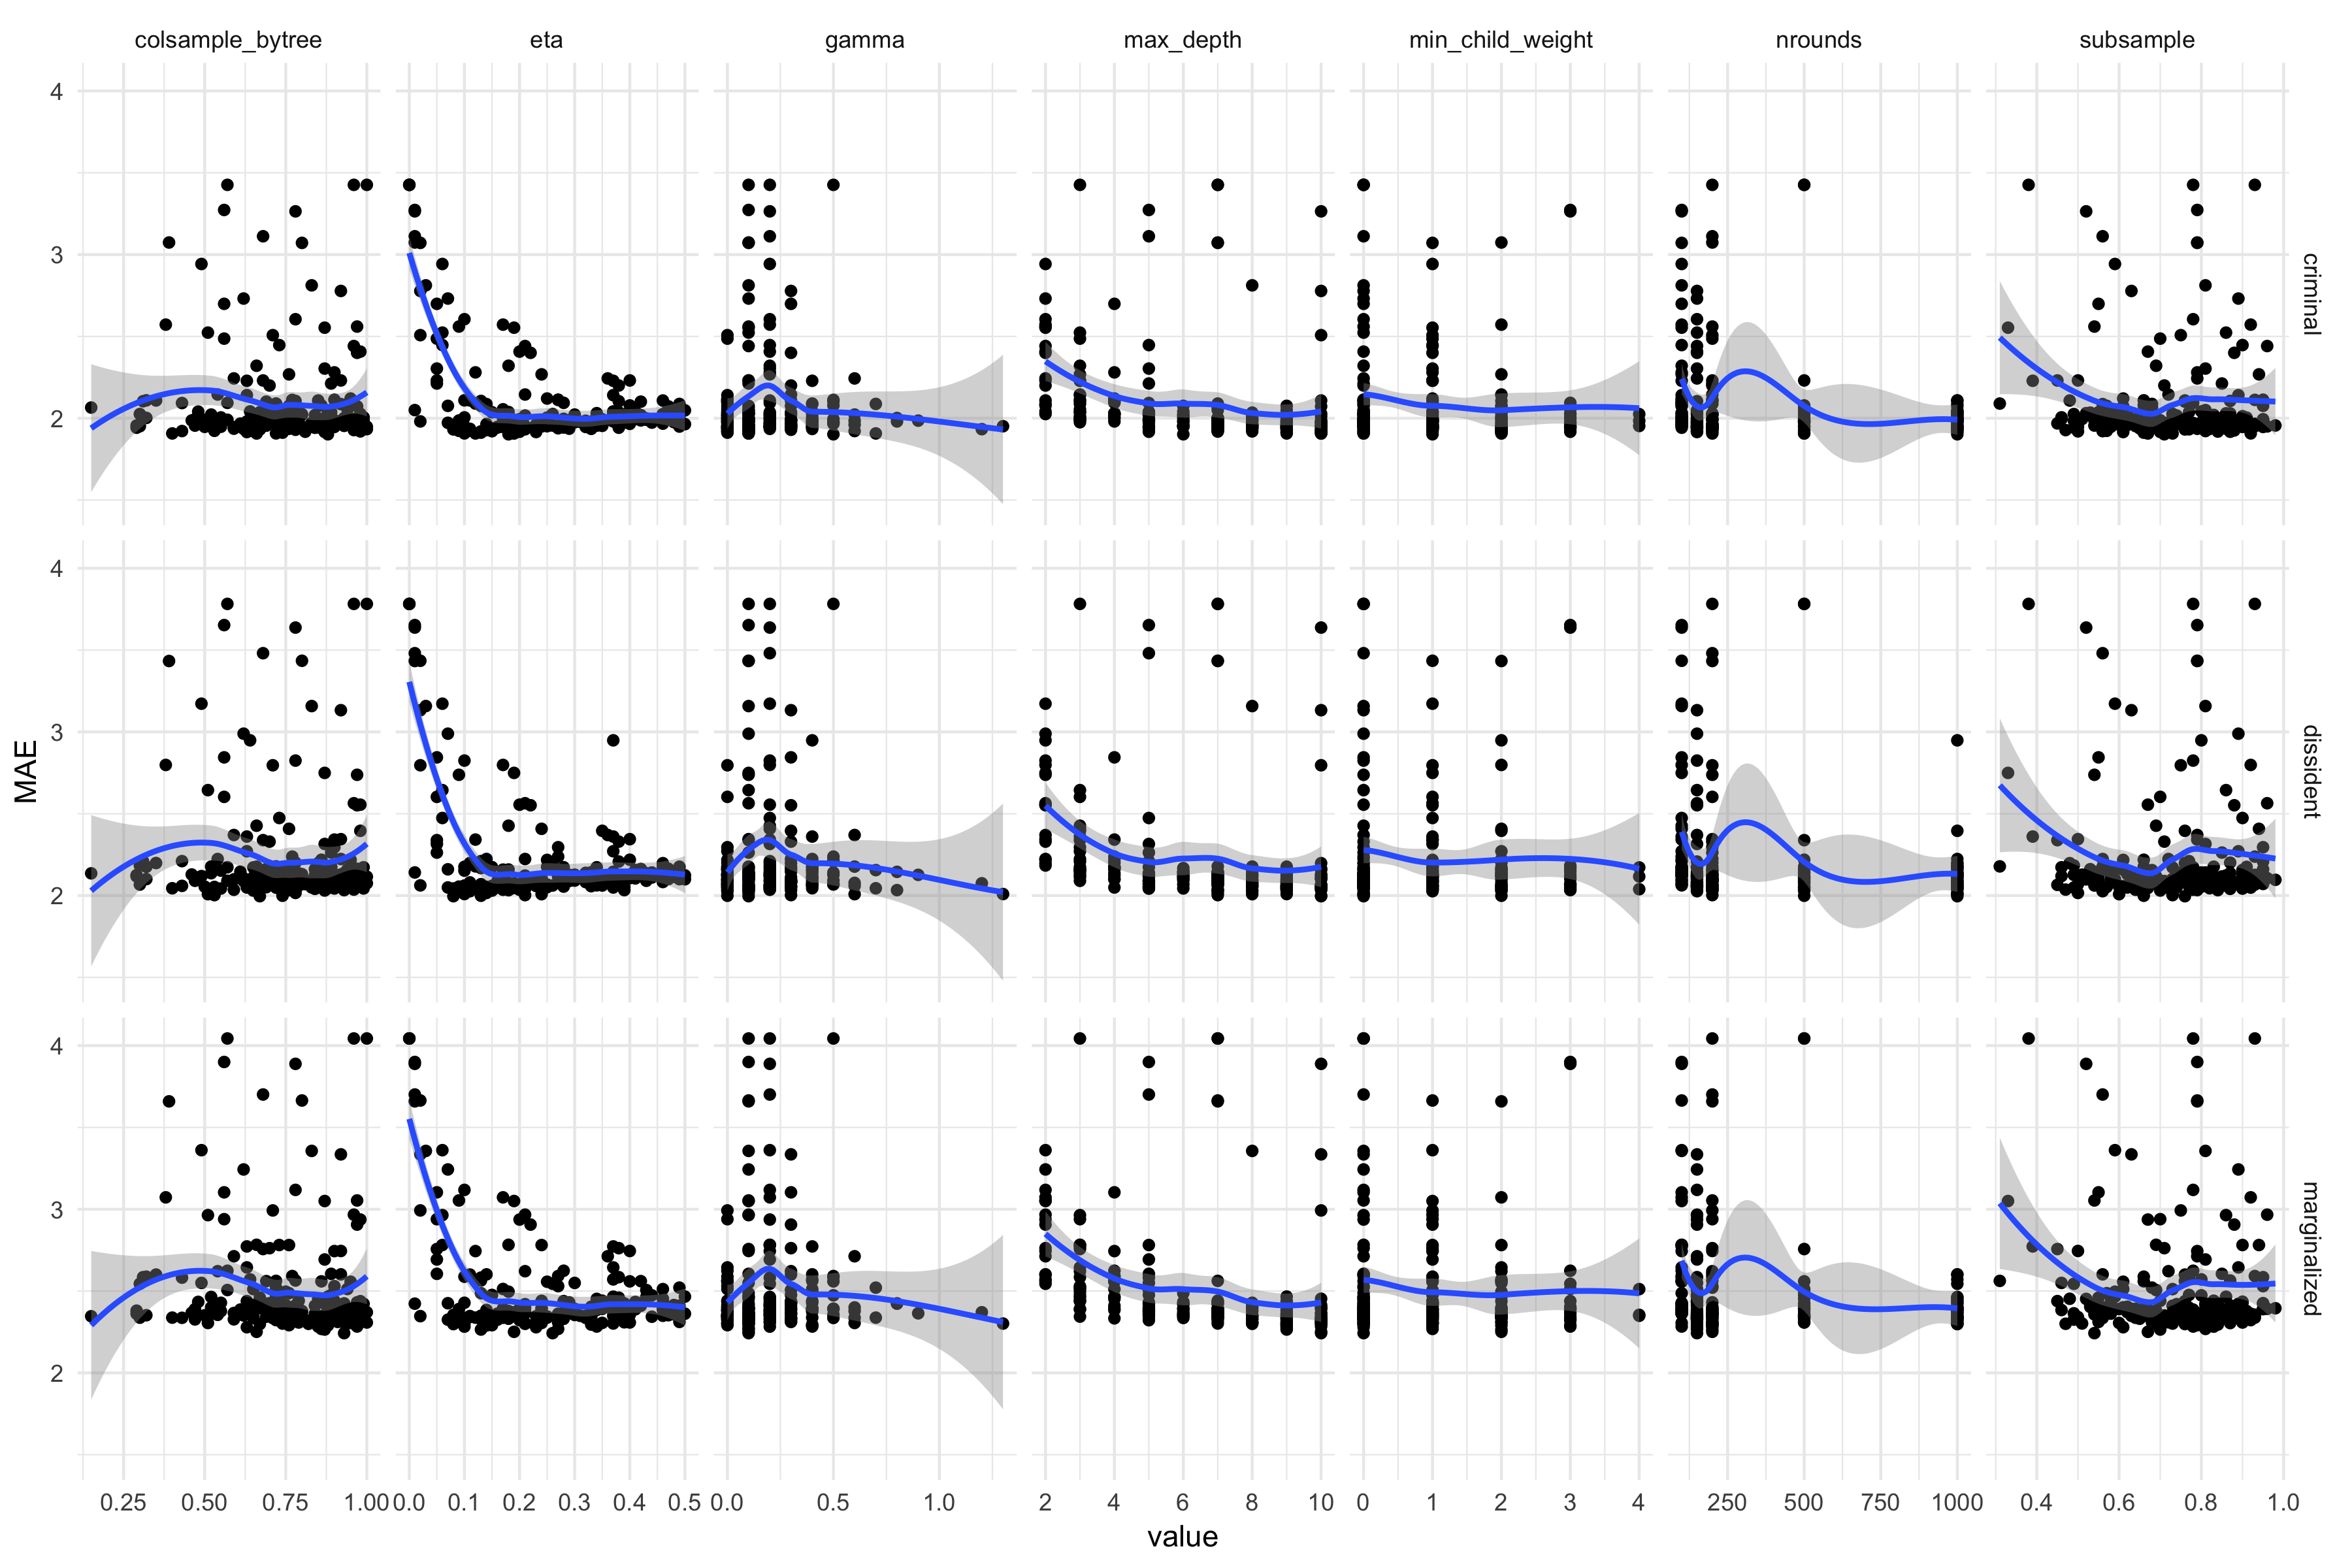 colsample_bytree eta gamma max_depth min_child_weight nrounds subsample
4
3
2
criminal
4
3
2
dissident
MAE
4
3
2
marginalized
0.25 0.50 0.75 1.00 0.0 0.1 0.2 0.3 0.4 0.5 0.0 0.5 1.0 2 4 6 8 10 0 1 2 3 4 250 500 750 1000 0.4 0.6 0.8 1.0
value